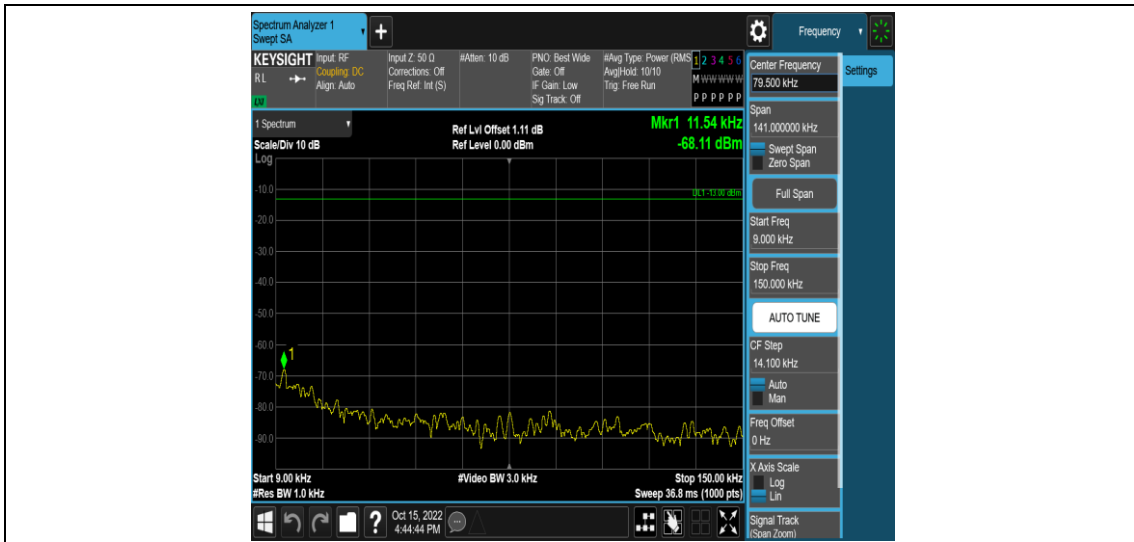 Spectrum Analyzer 1
Swept SA
+
Frequency
KEYSIGHT
RL
Input: RF
Coupling: DC
Align: Auto
Input Z: 50 Ω
Corrections: Off
Freq Ref: Int (S)
#Atten: 10 dB
PNO: Best Wide
Gate: Off
IF Gain: Low
Sig Track: Off
#Avg Type: Power (RMS
Avg|Hold: 10/10
Trig: Free Run
1 2 3 4 5 6
M W W W W W
P P P P P P
1 Spectrum
Scale/Div 10 dB
Ref Lvl Offset 1.11 dB
Ref Level 0.00 dBm
Mkr1 11.54 kHz
-68.11 dBm
Log
DL1 -13.00 dBm
-10.0
-20.0
-30.0
-40.0
-50.0
-60.0
-70.0
-80.0
-90.0
1
Start 9.00 kHz
#Res BW 1.0 kHz
#Video BW 3.0 kHz
Stop 150.00 kHz
Sweep 36.8 ms (1000 pts)
Center Frequency
79.500 kHz
Settings
Span
141.000000 kHz
Swept Span
Zero Span
Full Span
Start Freq
9.000 kHz
Stop Freq
150.000 kHz
AUTO TUNE
CF Step
14.100 kHz
Auto
Man
Freq Offset
0 Hz
X Axis Scale
Log
Lin
Signal Track
(Span Zoom)
?
Oct 15, 2022
4:44:44 PM